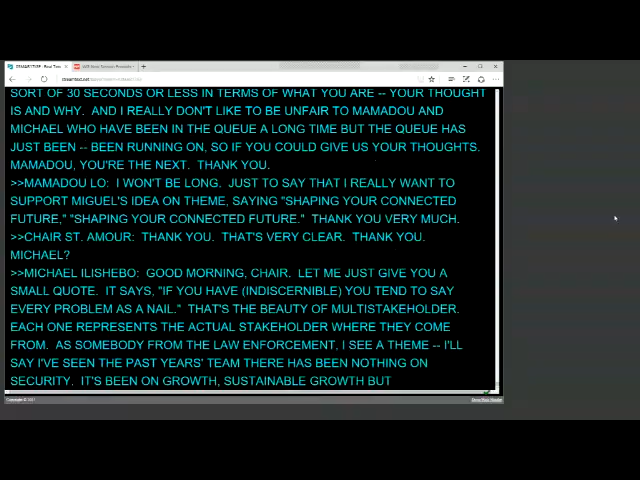 SORT OF 30 SECONDS OR LESS IN TERMS OF WHAT YOU ARE -- YOUR THOUGHT
IS AND WHY.  AND I REALLY DON'T LIKE TO BE UNFAIR TO MAMADOU AND
MICHAEL WHO HAVE BEEN IN THE QUEUE A LONG TIME BUT THE QUEUE HAS
JUST BEEN -- BEEN RUNNING ON, SO IF YOU COULD GIVE US YOUR THOUGHTS.
MAMADOU, YOU'RE THE NEXT.  THANK YOU.
>>MAMADOU LO:  I WON'T BE LONG.  JUST TO SAY THAT I REALLY WANT TO
SUPPORT MIGUEL'S IDEA ON THEME, SAYING "SHAPING YOUR CONNECTED
FUTURE," "SHAPING YOUR CONNECTED FUTURE."  THANK YOU VERY MUCH.
>>CHAIR ST. AMOUR:  THANK YOU.  THAT'S VERY CLEAR.  THANK YOU.
MICHAEL?
>>MICHAEL ILISHEBO:  GOOD MORNING, CHAIR.  LET ME JUST GIVE YOU A
SMALL QUOTE.  IT SAYS, "IF YOU HAVE (INDISCERNIBLE) YOU TEND TO SAY
EVERY PROBLEM AS A NAIL."  THAT'S THE BEAUTY OF MULTISTAKEHOLDER.
EACH ONE REPRESENTS THE ACTUAL STAKEHOLDER WHERE THEY COME
FROM.  AS SOMEBODY FROM THE LAW ENFORCEMENT, I SEE A THEME -- I'LL
SAY I'VE SEEN THE PAST YEARS' TEAM THERE HAS BEEN NOTHING ON
SECURITY.  IT'S BEEN ON GROWTH, SUSTAINABLE GROWTH BUT